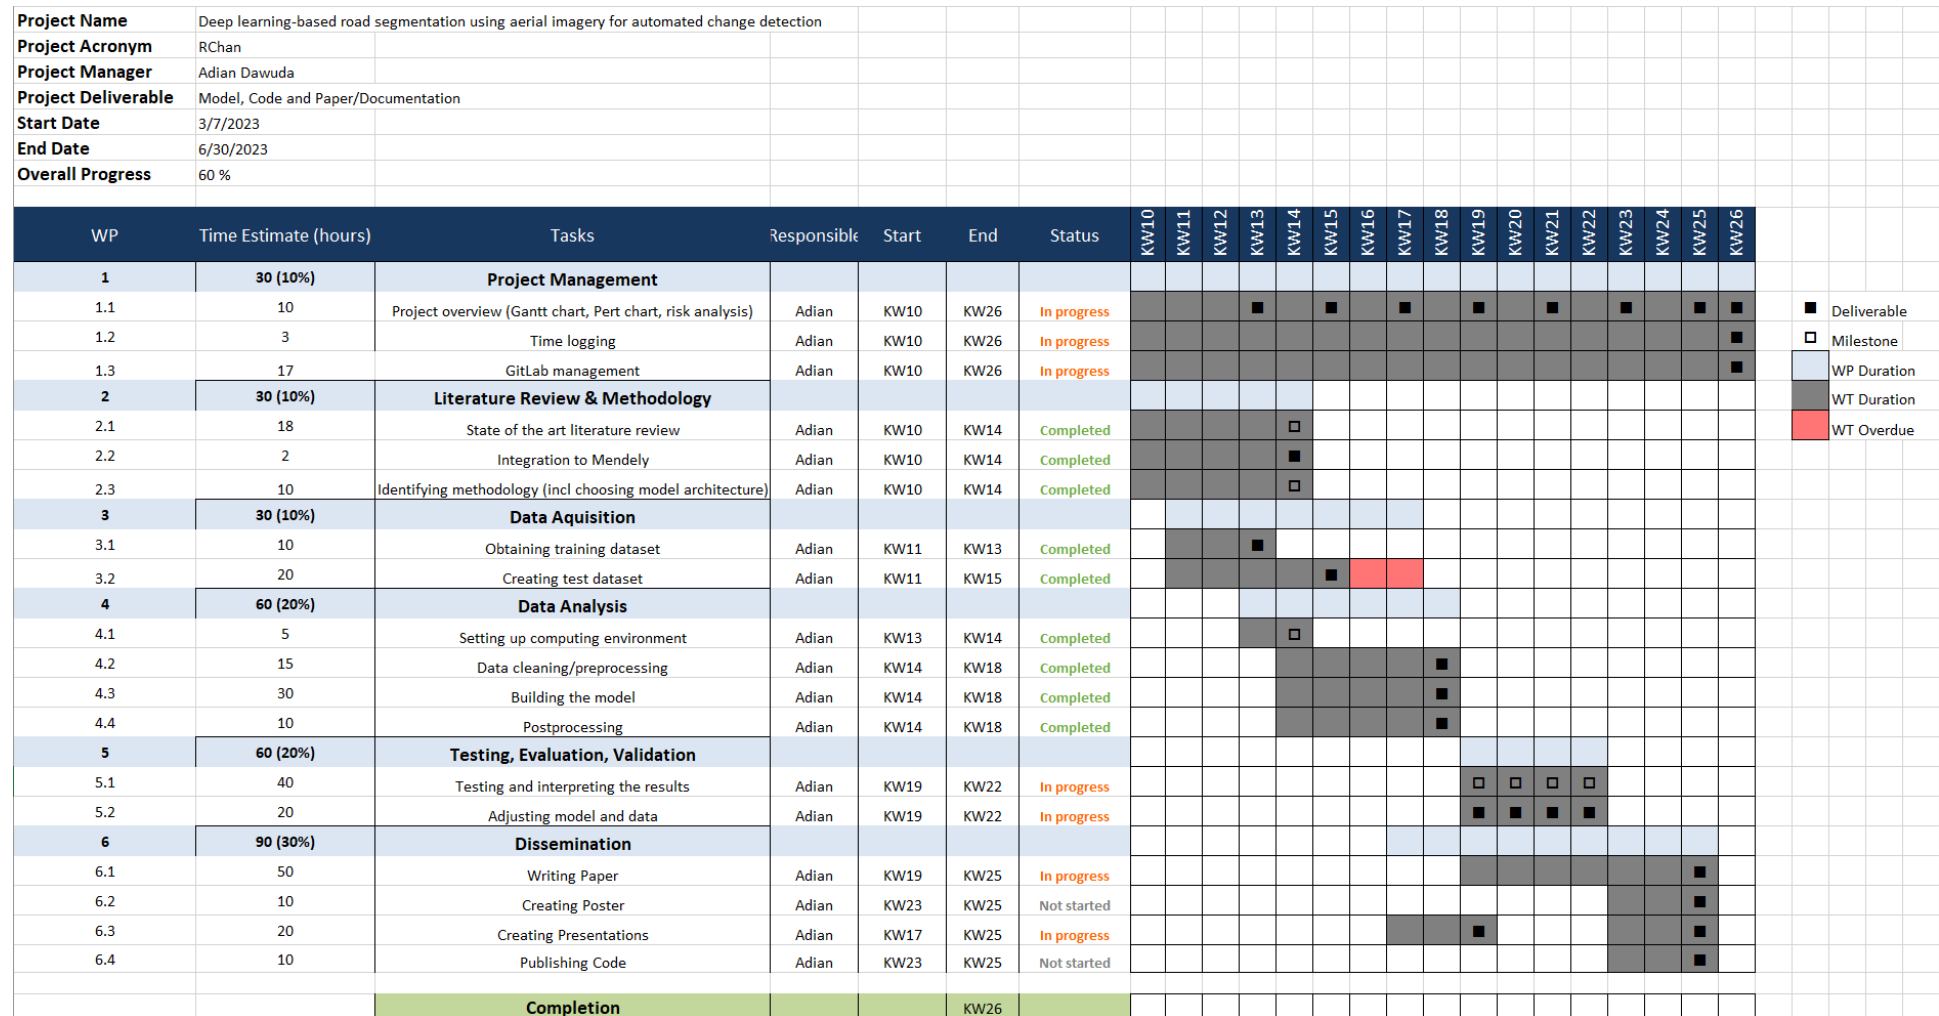 Project Name Deep learning-based road segmentation using aerial imagery for automated change detection
Project Acronym RChan
Project Manager Adian Dawuda
Project Deliverable Model, Code and Paper/Documentation
Start Date 3/7/2023
End Date 6/30/2023
Overall Progress 60 %
WP Time Estimate (hours) Tasks Responsible Start End Status KW10 KW11 KW12 KW13 KW14 KW15 KW16 KW17 KW18 KW19 KW20 KW21 KW22 KW23 KW24 KW25 KW26
1 30 (10%) Project Management
1.1 10 Project overview (Gantt chart, Pert chart, risk analysis) Adian KW10 KW26 In progress Deliverable
1.2 3 Time logging Adian KW10 KW26 In progress Milestone
1.3 17 GitLab management Adian KW10 KW26 In progress WP Duration
2 30 (10%) Literature Review & Methodology WT Duration
2.1 18 State of the art literature review Adian KW10 KW14 Completed WT Overdue
2.2 2 Integration to Mendely Adian KW10 KW14 Completed
2.3 10 Identifying methodology (incl choosing model architecture) Adian KW10 KW14 Completed
3 30 (10%) Data Aquisition
3.1 10 Obtaining training dataset Adian KW11 KW13 Completed
3.2 20 Creating test dataset Adian KW11 KW15 Completed
4 60 (20%) Data Analysis
4.1 5 Setting up computing environment Adian KW13 KW14 Completed
4.2 15 Data cleaning/preprocessing Adian KW14 KW18 Completed
4.3 30 Building the model Adian KW14 KW18 Completed
4.4 10 Postprocessing Adian KW14 KW18 Completed
5 60 (20%) Testing, Evaluation, Validation
5.1 40 Testing and interpreting the results Adian KW19 KW22 In progress
5.2 20 Adjusting model and data Adian KW19 KW22 In progress
6 90 (30%) Dissemination
6.1 50 Writing Paper Adian KW19 KW25 In progress
6.2 10 Creating Poster Adian KW23 KW25 Not started
6.3 20 Creating Presentations Adian KW17 KW25 In progress
6.4 10 Publishing Code Adian KW23 KW25 Not started
Completion KW26